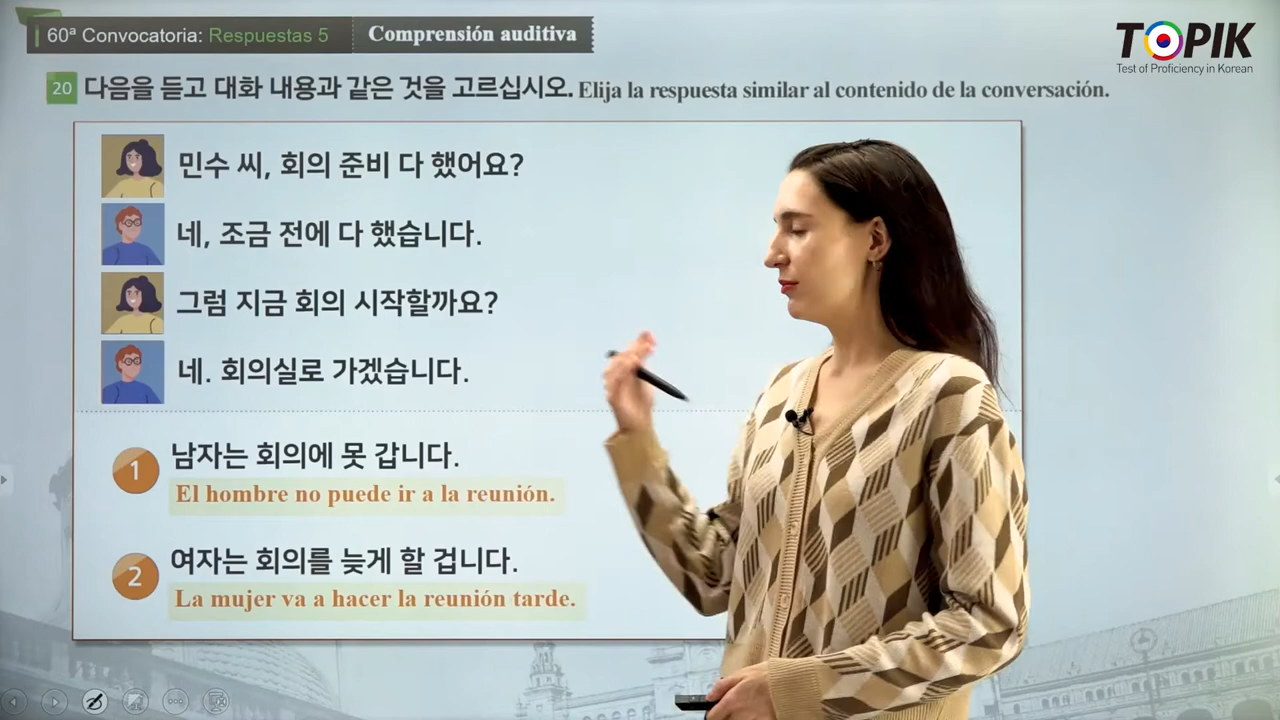 60ª Convocatoria: Respuestas 5
Comprensión auditiva
TOPIK
Test of Proficiency in Korean
20 다음을 듣고 대화 내용과 같은 것을 고르십시오. Elija la respuesta similar al contenido de la conversación.
민수 씨, 회의 준비 다 했어요?
네, 조금 전에 다 했습니다.
그럼 지금 회의 시작할까요?
네. 회의실로 가겠습니다.
1 남자는 회의에 못 갑니다.
El hombre no puede ir a la reunión.
2 여자는 회의를 늦게 할 겁니다.
La mujer va a hacer la reunión tarde.